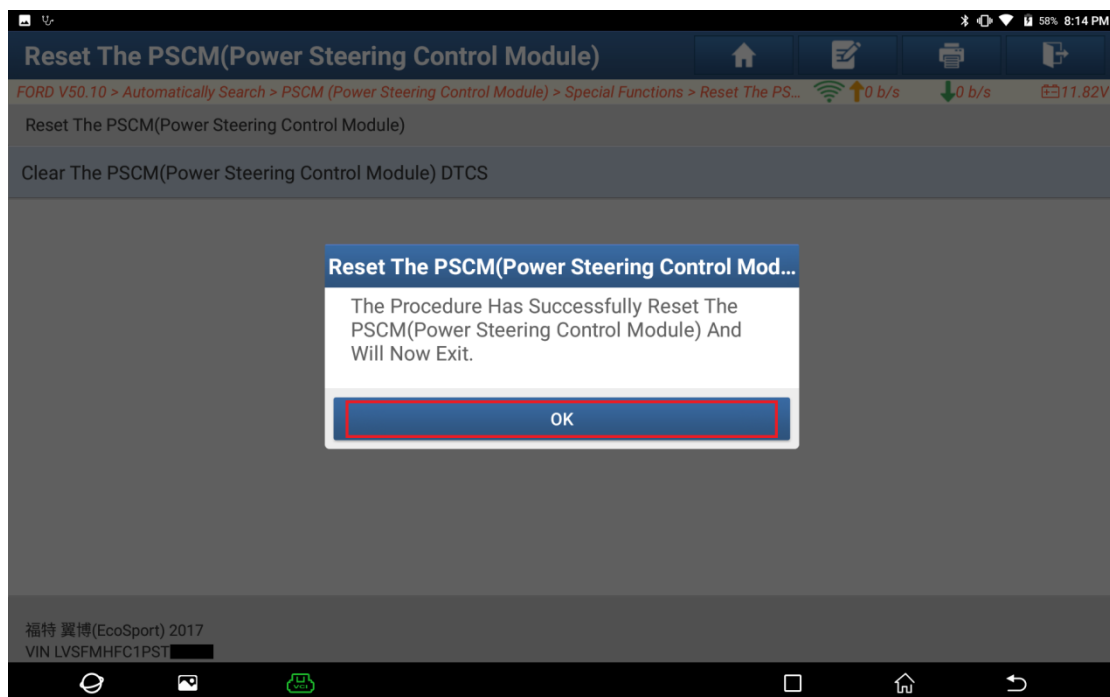 58% 8:14 PM
Reset The PSCM(Power Steering Control Module)
FORD V50.10 > Automatically Search > PSCM (Power Steering Control Module) > Special Functions > Reset The PS... 0 b/s 0 b/s 11.82V
Reset The PSCM(Power Steering Control Module)
Clear The PSCM(Power Steering Control Module) DTCS
Reset The PSCM(Power Steering Control Mod...
The Procedure Has Successfully Reset The
PSCM(Power Steering Control Module) And
Will Now Exit.
OK
福特 翼博(EcoSport) 2017
VIN LVSFMHFC1PST
VCI